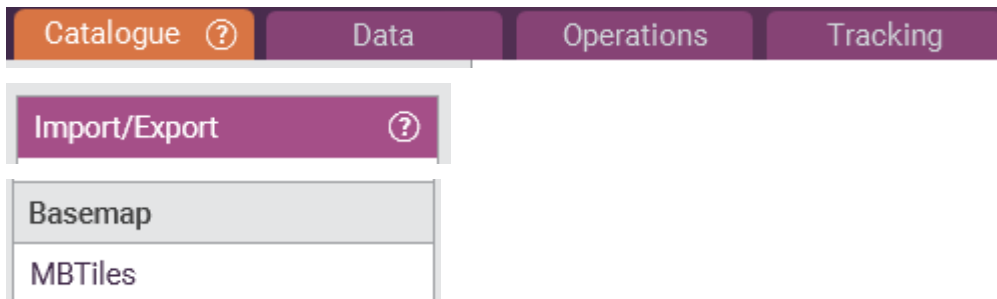 Catalogue ? Data Operations Tracking
Import/Export ?
Basemap
MBTiles